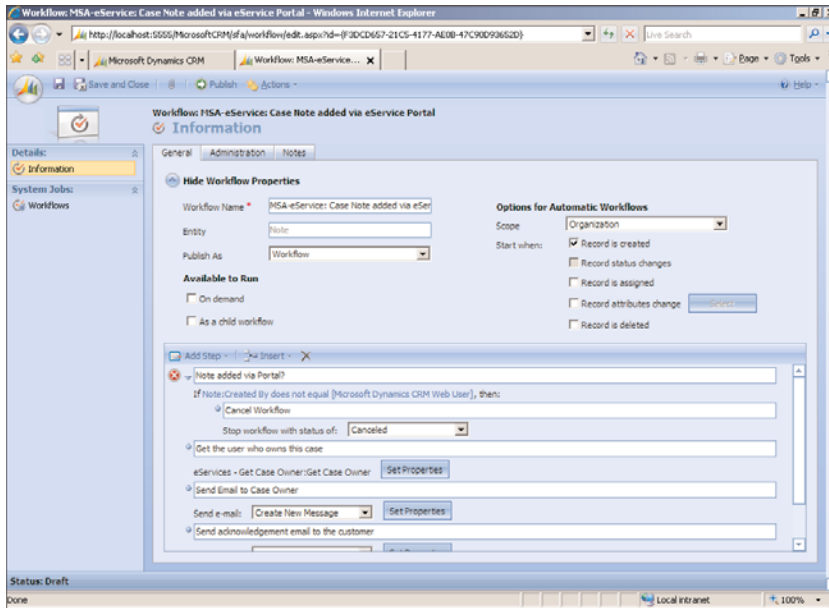 Workflow: MSA-eService: Case Note added via eService Portal - Windows Internet Explorer
http://localhost:5555/MicrosoftCRM/sfa/workflow/edit.aspx?id={F3DCD657-21C5-4177-AE0B-47C90D93652D}
Live Search
Microsoft Dynamics CRM
Workflow: MSA-eService...
Page
Tools
Save and Close
Publish
Actions
Help
Workflow: MSA-eService: Case Note added via eService Portal
Information
Details:
Information
System Jobs:
Workflows
General
Administration
Notes
Hide Workflow Properties
Workflow Name *
MSA-eService: Case Note added via eSer
Entity
Note
Publish As
Workflow
Available to Run
On demand
As a child workflow
Options for Automatic Workflows
Scope
Organization
Start when:
Record is created
Record status changes
Record is assigned
Record attributes change
Select
Record is deleted
Add Step
Insert
Note added via Portal?
If Note:Created By does not equal [Microsoft Dynamics CRM Web User], then:
Cancel Workflow
Stop workflow with status of:
Canceled
Get the user who owns this case
eServices - Get Case Owner:Get Case Owner
Set Properties
Send Email to Case Owner
Send e-mail:
Create New Message
Set Properties
Send acknowledgement email to the customer
Status: Draft
Done
Local intranet
100%